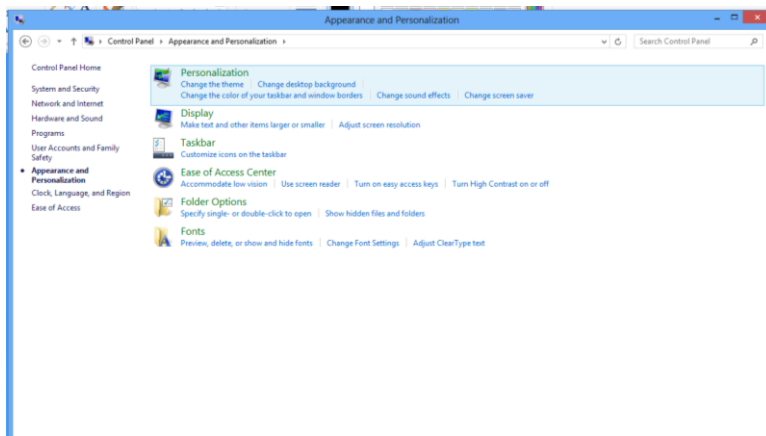 Appearance and Personalization
Control Panel Appearance and Personalization
Search Control Panel
Control Panel Home
System and Security
Network and Internet
Hardware and Sound
Programs
User Accounts and Family
Safety
Appearance and
Personalization
Clock, Language, and Region
Ease of Access
Personalization
Change the theme Change desktop background
Change the color of your taskbar and window borders Change sound effects Change screen saver
Display
Make text and other items larger or smaller Adjust screen resolution
Taskbar
Customize icons on the taskbar
Ease of Access Center
Accommodate low vision Use screen reader Turn on easy access keys Turn High Contrast on or off
Folder Options
Specify single- or double-click to open Show hidden files and folders
Fonts
Preview, delete, or show and hide fonts Change Font Settings Adjust ClearType text